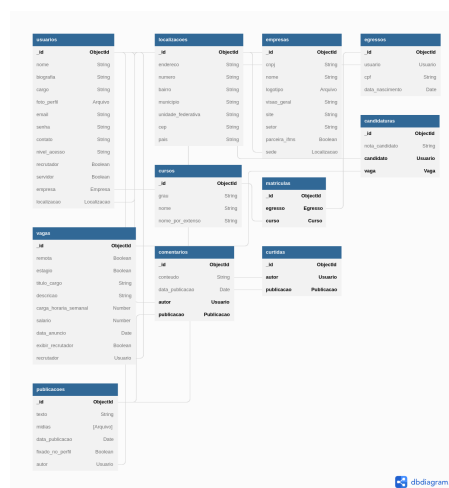 usuarios
_id ObjectId
nome String
biografia String
cargo String
foto_perfil Arquivo
email String
senha String
contato String
nivel_acesso String
recrutador Boolean
servidor Boolean
empresa Empresa
localizacao Localizacao
localizacoes
_id ObjectId
endereco String
numero String
bairro String
municipio String
unidade_federativa String
cep String
pais String
empresas
_id ObjectId
cnpj String
nome String
logotipo Arquivo
visao_geral String
site String
setor String
parceira_ifbns Boolean
sede Localizacao
egressos
_id ObjectId
usuario Usuario
cpf String
data_nascimento Date
candidaturas
_id ObjectId
nota_candidato String
candidato Usuario
vaga Vaga
cursos
_id ObjectId
grau String
nome String
nome_por_extenso String
matriculas
_id ObjectId
egresso Egresso
curso Curso
vagas
_id ObjectId
remota Boolean
estagio Boolean
titulo_cargo String
descricao String
carga_horaria_semanal Number
salario Number
data_anuncio Date
exibir_recrutador Boolean
recrutador Usuario
comentarios
_id ObjectId
conteudo String
data_publicacao Date
autor Usuario
publicacao Publicacao
curtidas
_id ObjectId
autor Usuario
publicacao Publicacao
publicacoes
_id ObjectId
texto String
midias [Arquivo]
data_publicacao Date
fixado_no_perfil Boolean
autor Usuario
dbdiagram